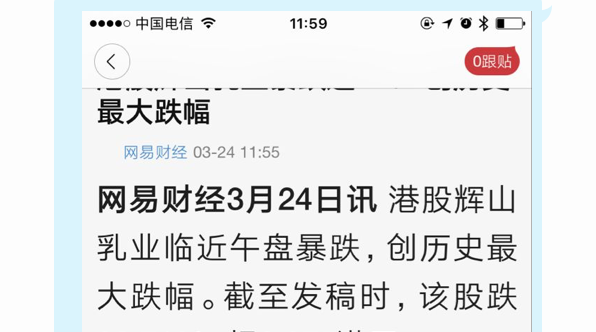 中国电信
11:59
0跟贴
最大跌幅
网易财经 03-24 11:55
网易财经3月24日讯 港股辉山
乳业临近午盘暴跌，创历史最
大跌幅。截至发稿时，该股跌